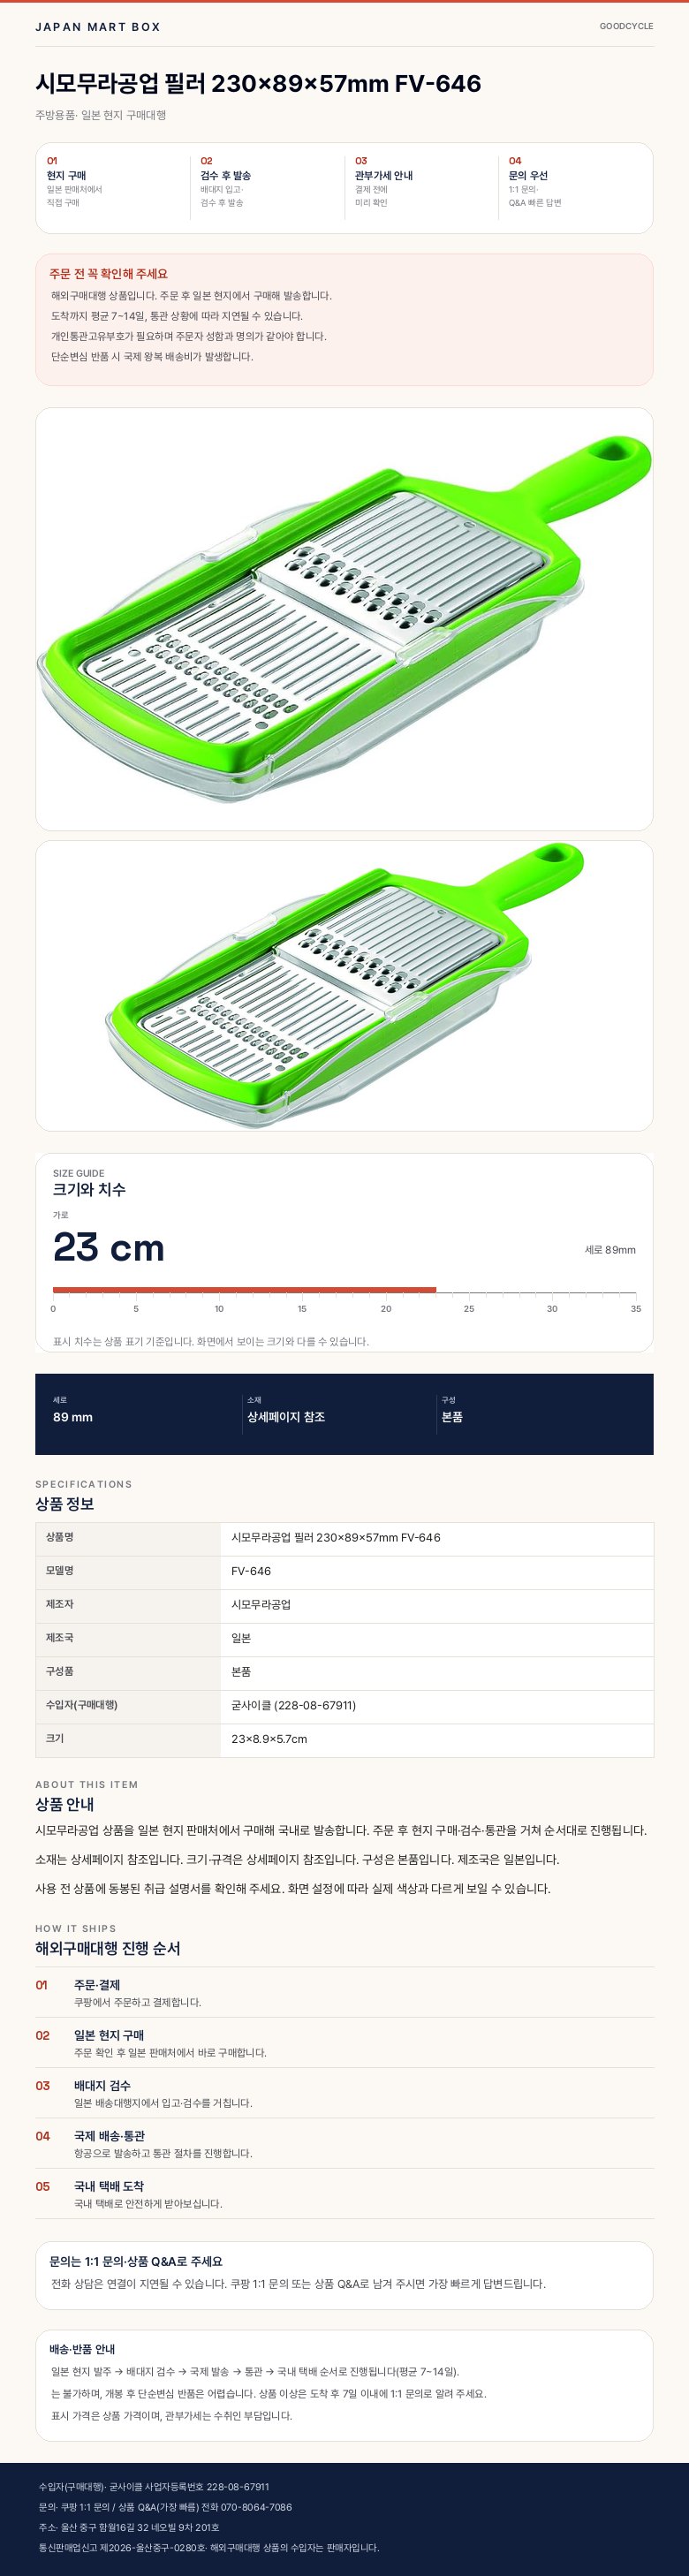 JAPAN MART BOX
GOODCYCLE
시모무라공업 필러 230×89×57mm FV-646
주방용품· 일본 현지 구매대행
01
현지 구매
일본 판매처에서
직접 구매
02
검수 후 발송
배대지 입고·
검수 후 발송
03
관부가세 안내
결제 전에
미리 확인
04
문의 우선
1:1 문의·
Q&A 빠른 답변
주문 전 꼭 확인해 주세요
해외구매대행 상품입니다. 주문 후 일본 현지에서 구매해 발송합니다.
도착까지 평균 7~14일, 통관 상황에 따라 지연될 수 있습니다.
개인통관고유부호가 필요하며 주문자 성함과 명의가 같아야 합니다.
단순변심 반품 시 국제 왕복 배송비가 발생합니다.
SIZE GUIDE
크기와 치수
가로
23 cm
세로 89mm
0 5 10 15 20 25 30 35
표시 치수는 상품 표기 기준입니다. 화면에서 보이는 크기와 다를 수 있습니다.
세로
89 mm
소재
상세페이지 참조
구성
본품
SPECIFICATIONS
상품 정보
상품명 시모무라공업 필러 230×89×57mm FV-646
모델명 FV-646
제조자 시모무라공업
제조국 일본
구성품 본품
수입자(구매대행) 굳사이클 (228-08-67911)
크기 23×8.9×5.7cm
ABOUT THIS ITEM
상품 안내
시모무라공업 상품을 일본 현지 판매처에서 구매해 국내로 발송합니다. 주문 후 현지 구매·검수·통관을 거쳐 순서대로 진행됩니다.
소재는 상세페이지 참조입니다. 크기·규격은 상세페이지 참조입니다. 구성은 본품입니다. 제조국은 일본입니다.
사용 전 상품에 동봉된 취급 설명서를 확인해 주세요. 화면 설정에 따라 실제 색상과 다르게 보일 수 있습니다.
HOW IT SHIPS
해외구매대행 진행 순서
01 주문·결제
쿠팡에서 주문하고 결제합니다.
02 일본 현지 구매
주문 확인 후 일본 판매처에서 바로 구매합니다.
03 배대지 검수
일본 배송대행지에서 입고·검수를 거칩니다.
04 국제 배송·통관
항공으로 발송하고 통관 절차를 진행합니다.
05 국내 택배 도착
국내 택배로 안전하게 받아보십니다.
문의는 1:1 문의·상품 Q&A로 주세요
전화 상담은 연결이 지연될 수 있습니다. 쿠팡 1:1 문의 또는 상품 Q&A로 남겨 주시면 가장 빠르게 답변드립니다.
배송·반품 안내
일본 현지 발주 → 배대지 검수 → 국제 발송 → 통관 → 국내 택배 순서로 진행됩니다(평균 7~14일).
는 불가하며, 개봉 후 단순변심 반품은 어렵습니다. 상품 이상은 도착 후 7일 이내에 1:1 문의로 알려 주세요.
표시 가격은 상품 가격이며, 관부가세는 수취인 부담입니다.
수입자(구매대행)· 굳사이클 사업자등록번호 228-08-67911
문의· 쿠팡 1:1 문의 / 상품 Q&A(가장 빠름) 전화 070-8064-7086
주소· 울산 중구 함월16길 32 네오빌 9차 201호
통신판매업신고 제2026-울산중구-0280호· 해외구매대행 상품의 수입자는 판매자입니다.